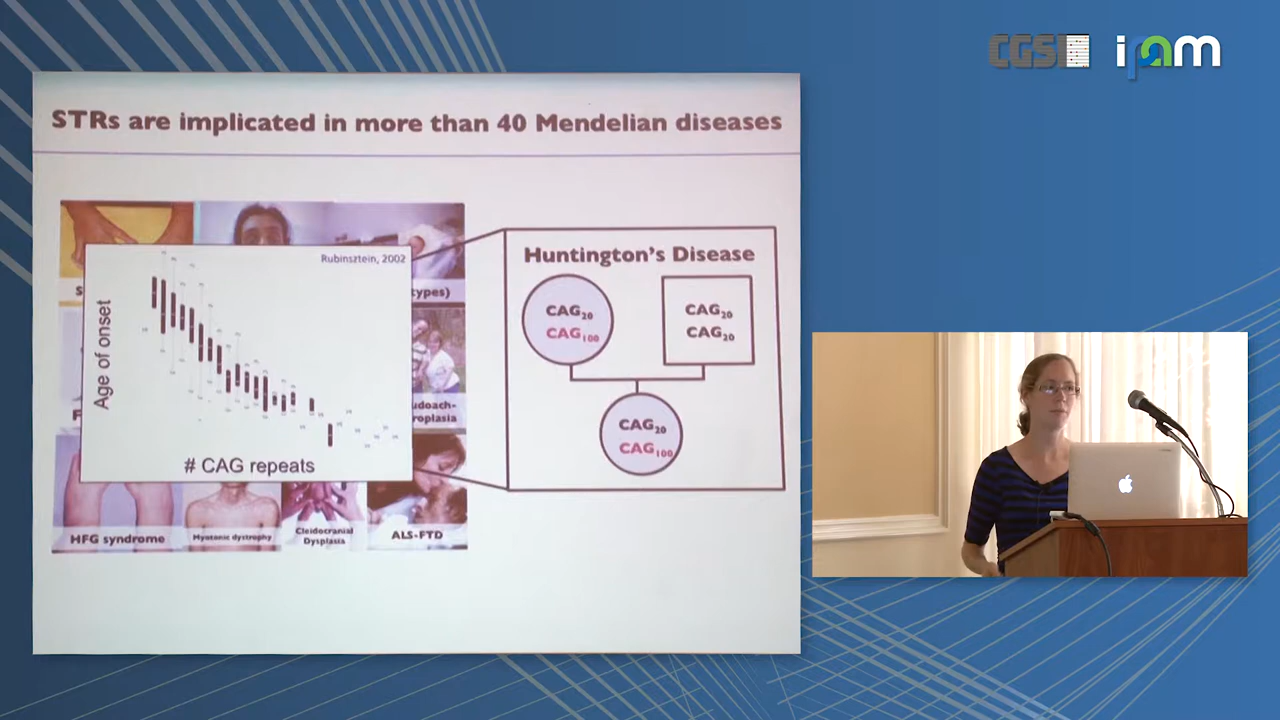 CGSI
ipam
STRs are implicated in more than 40 Mendelian diseases
Rubinsztein, 2002
Age of onset
# CAG repeats
types)
udoach-
roplasia
HFG syndrome
Myotonic dystrophy
Cleidocranial
Dysplasia
ALS-FTD
Huntington's Disease
CAG20
CAG100
CAG20
CAG20
CAG20
CAG100